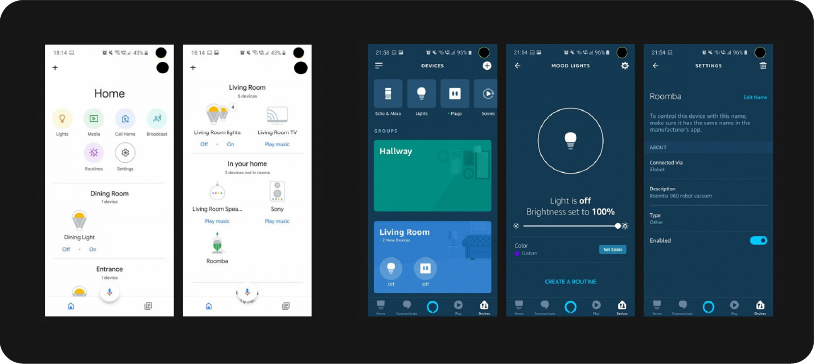 18:14
43%
Home
Lights
Media
Call Home
Broadcast
Routines
Settings
Dining Room
1 device
Dining Light
Off
On
Entrance
1 device
18:14
43%
Living Room
5 devices
4
Living Room lights
Living Room TV
Off
On
Play music
In your home
3 devices not in rooms
Living Room Spea...
Sony
Play music
Play music
Roomba
21:53
95%
DEVICES
Echo & Alexa
Lights
Plugs
Scenes
GROUPS
Hallway
Living Room
2 New Devices
Off
Off
Home
Communicate
Play
Devices
21:54
96%
MOOD LIGHTS
Light is off
Brightness set to 100%
Color
Custom
Set Color
CREATE A ROUTINE
Home
Communicate
Play
Devices
21:54
96%
SETTINGS
Roomba
Edit Name
To control this device with this name,
make sure it has the same name in the
manufacturer's app.
ABOUT
Connected Via
iRobot
Description
Roomba 960 robot vacuum
Type
Other
Enabled
Home
Communicate
Play
Devices